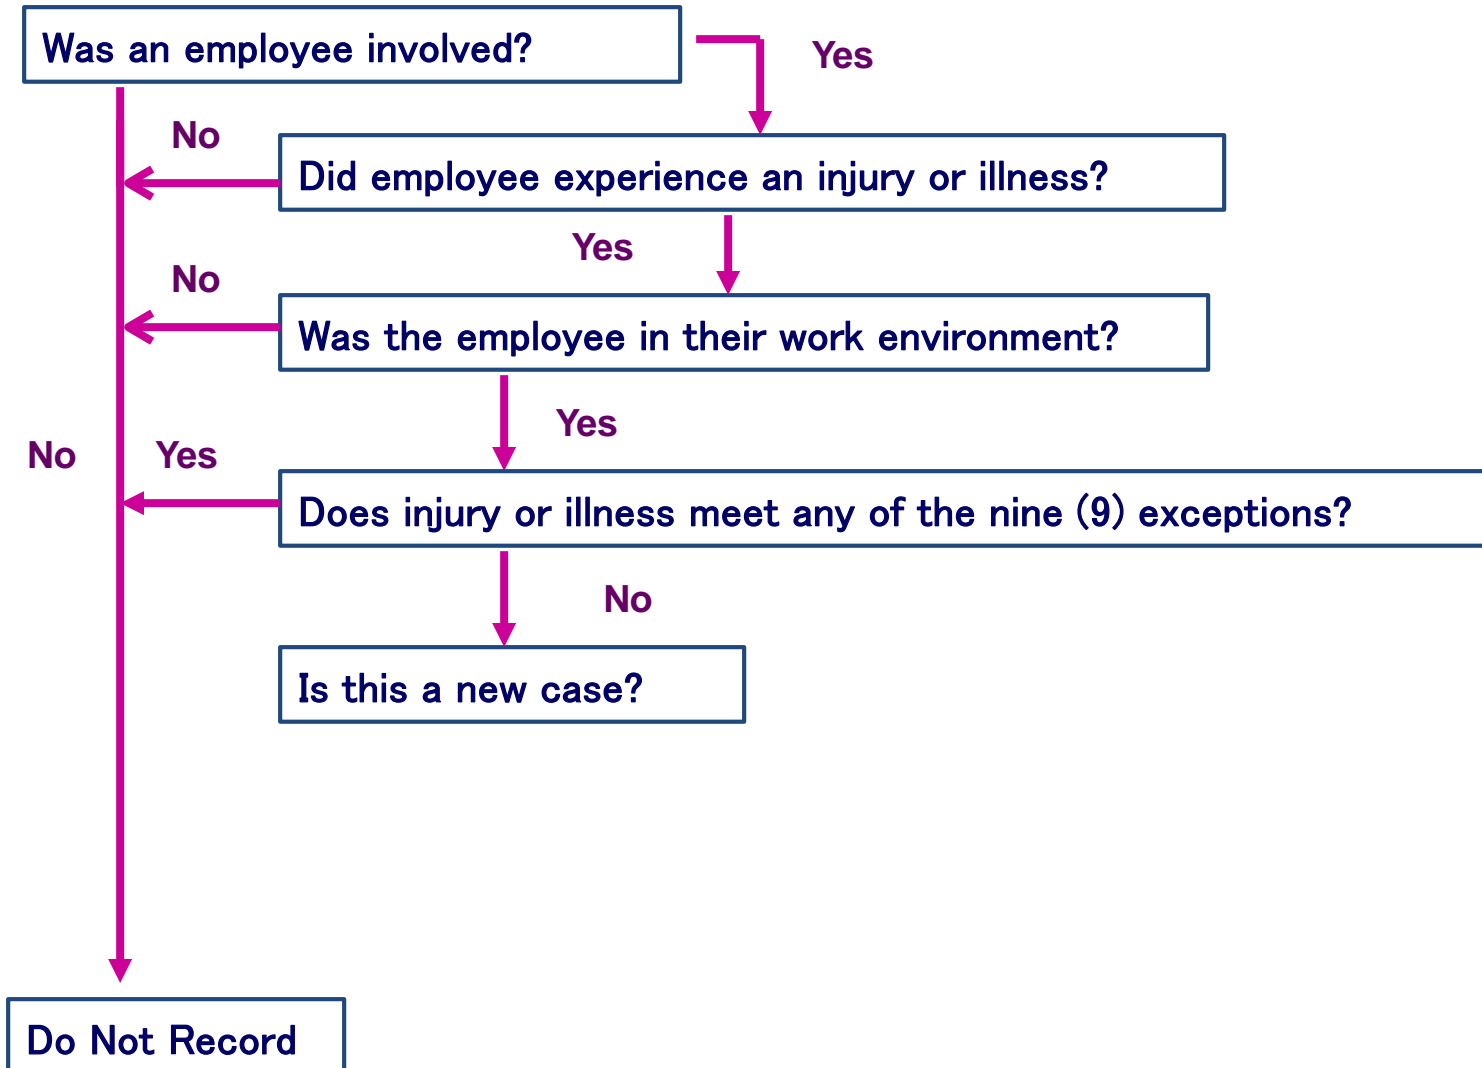 Was an employee involved?
Yes
No
Did employee experience an injury or illness?
Yes
No
Was the employee in their work environment?
Yes
No
Yes
Does injury or illness meet any of the nine (9) exceptions?
No
Is this a new case?
Do Not Record